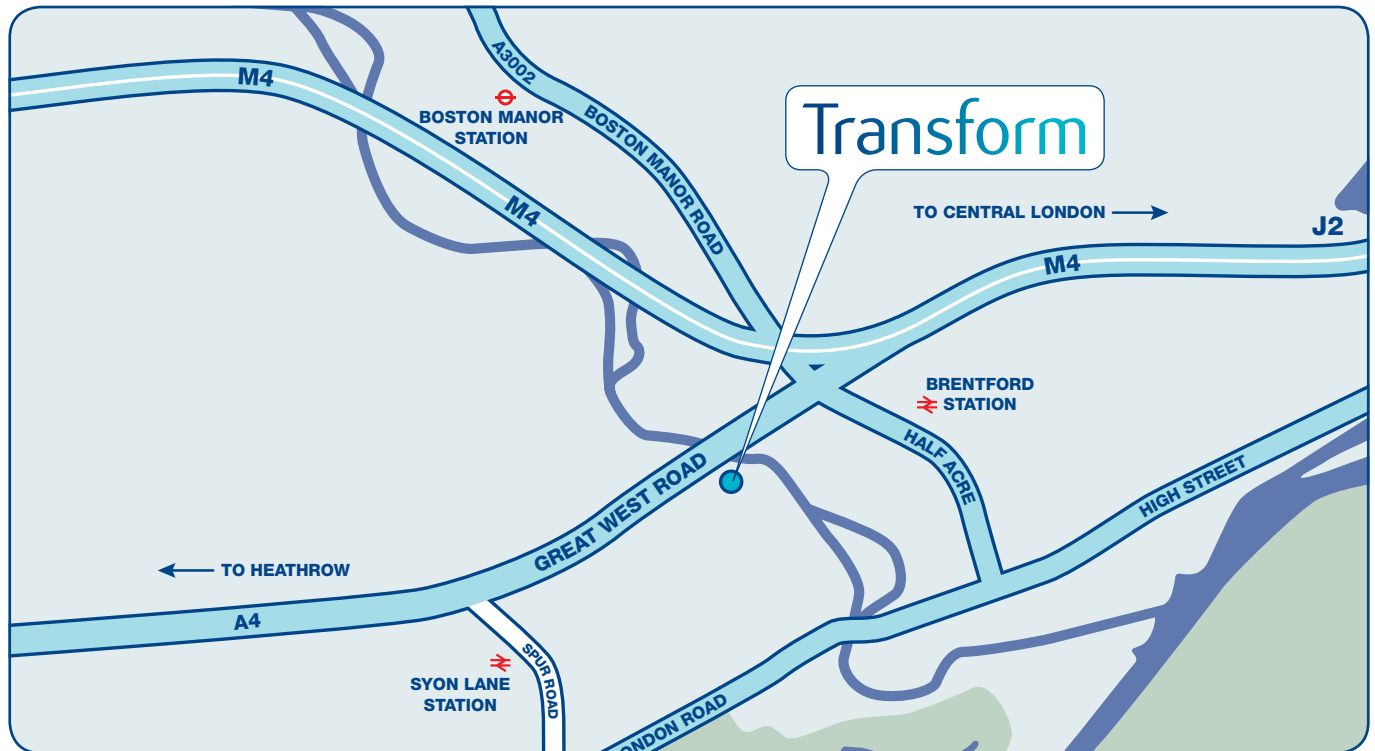 A3002
M4
BOSTON MANOR
STATION
BOSTON MANOR ROAD
Transform
TO CENTRAL LONDON
J2
M4
M4
BRENTFORD
STATION
HALF ACRE
HIGH STREET
GREAT WEST ROAD
TO HEATHROW
A4
SPUR ROAD
SYON LANE
STATION
ONDON ROAD